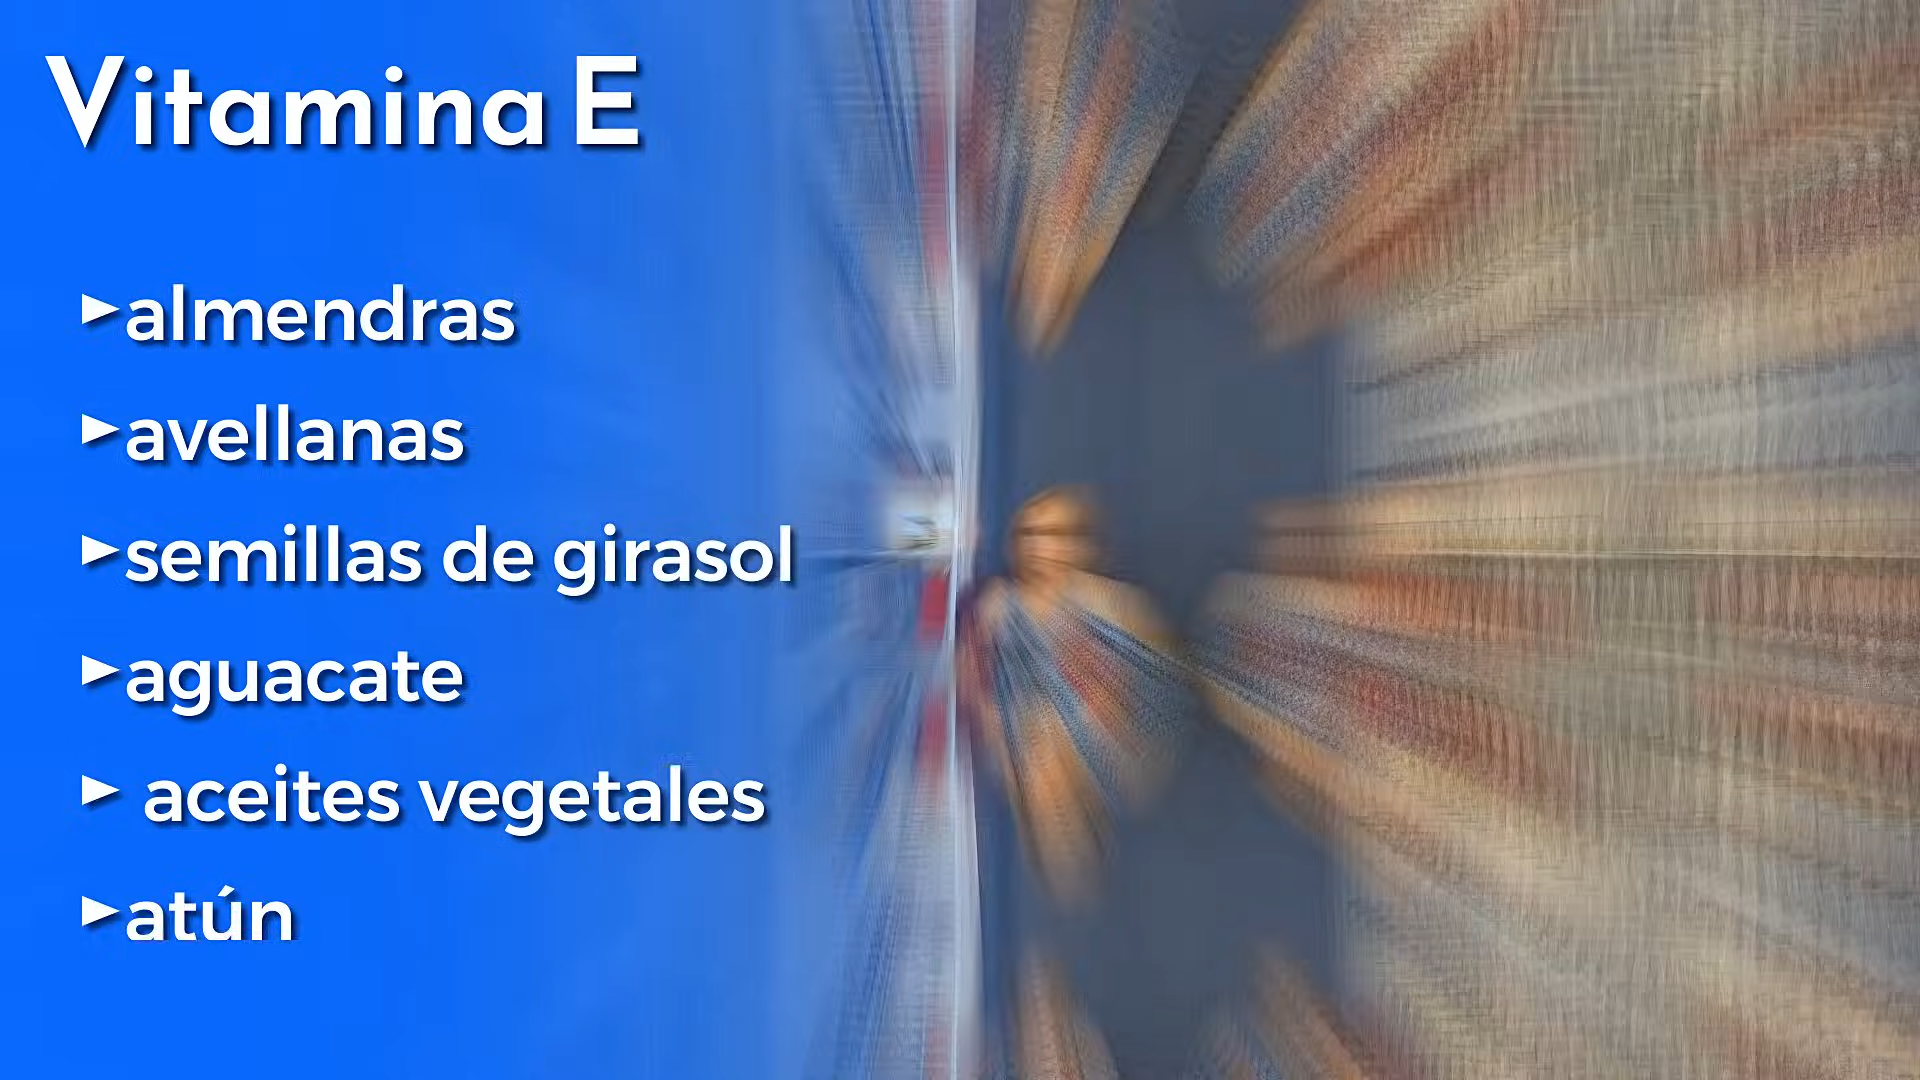 Vitamina E
►almendras
►avellanas
►semillas de girasol
►aguacate
► aceites vegetales
►atún